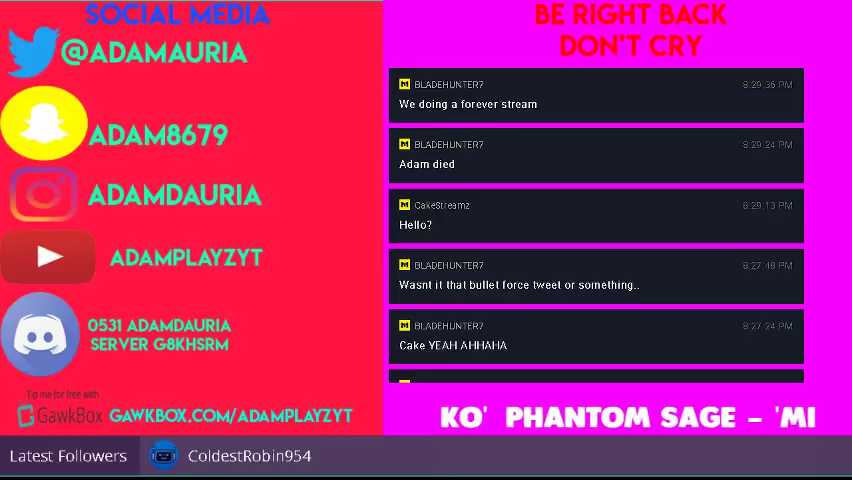 SOCIAL MEDIA
@ADAMAURIA
ADAM8679
ADAMDAURIA
ADAMPLAYZYT
0531 ADAMDAURIA
SERVER G8KHSRM
Tip me for free with
GawkBox
GAWKBOX.COM/ADAMPLAYZYT
BE RIGHT BACK
DON'T CRY
BLADEHUNTER7 8:29:36 PM
We doing a forever stream
BLADEHUNTER7 8:29:24 PM
Adam died
CakeStreamz 8:29:13 PM
Hello?
BLADEHUNTER7 8:27:48 PM
Wasnt it that bullet force tweet or something..
BLADEHUNTER7 8:27:24 PM
Cake YEAH AHHAHA
KO' PHANTOM SAGE - 'MI
Latest Followers ColdestRobin954